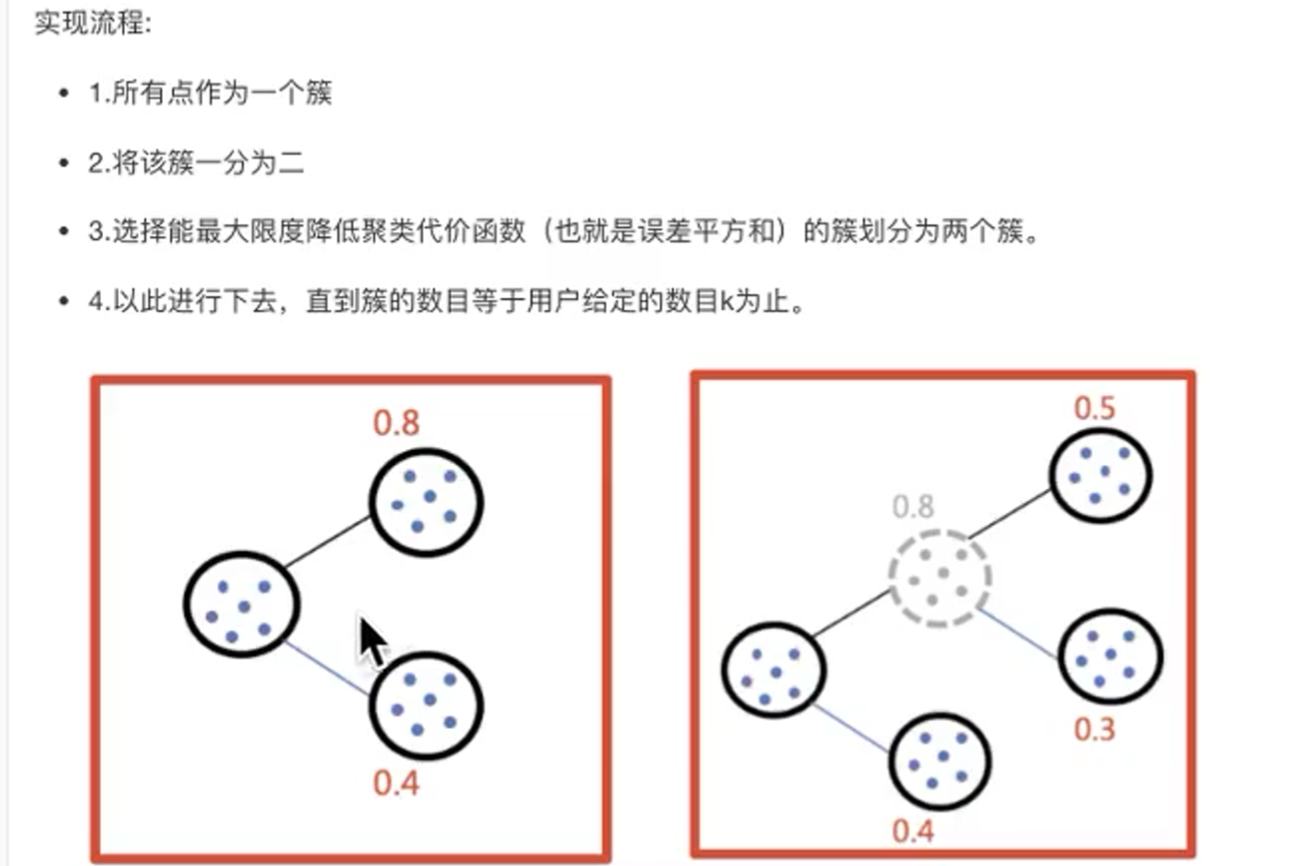 实现流程:
• 1.所有点作为一个簇
• 2.将该簇一分为二
• 3.选择能最大限度降低聚类代价函数（也就是误差平方和）的簇划分为两个簇。
• 4.以此进行下去，直到簇的数目等于用户给定的数目k为止。
0.8
0.4
0.5
0.8
0.3
0.4